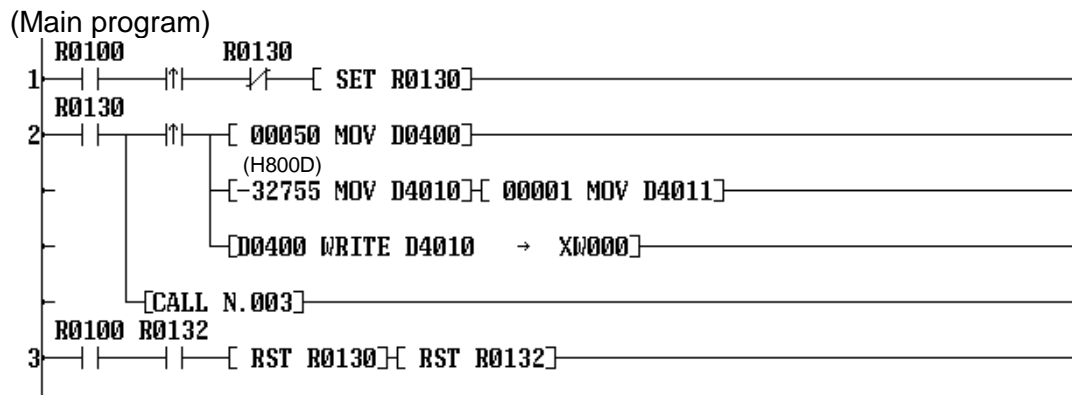 (Main program)
R0100 R0130
1 ↑ [ SET R0130]
R0130
2 ↑ [ 00050 MOV D0400]
(H800D)
[-32755 MOV D4010][ 00001 MOV D4011]
[D0400 WRITE D4010 → XW000]
[CALL N.003]
R0100 R0132
3 [ RST R0130][ RST R0132]